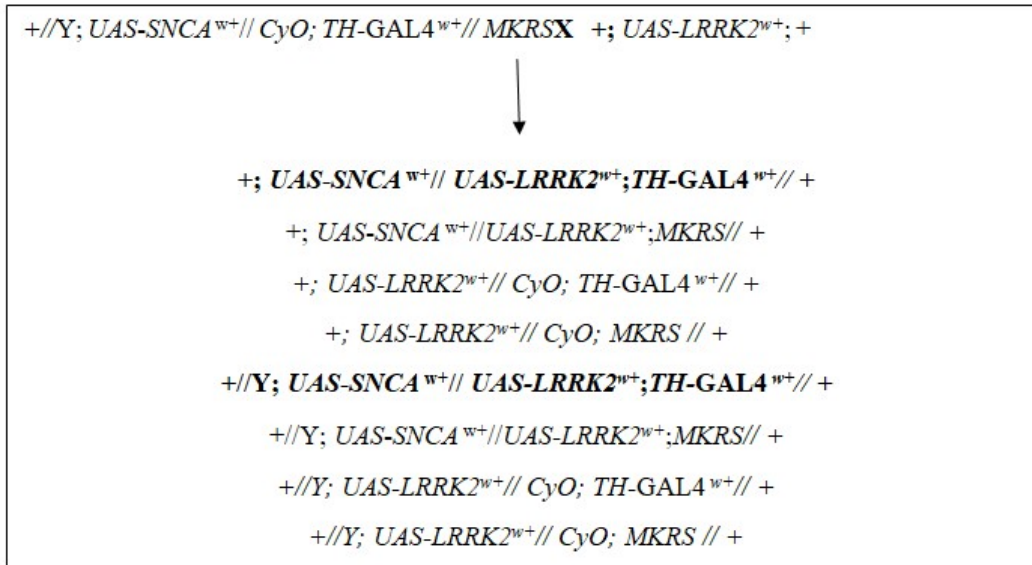 +//Y; UAS-SNCA ʷ⁺// CyO; TH-GAL4 ʷ⁺// MKRSX +; UAS-LRRK2ʷ⁺; +
+; UAS-SNCA ʷ⁺// UAS-LRRK2ʷ⁺;TH-GAL4 ʷ⁺// +
+; UAS-SNCA ʷ⁺//UAS-LRRK2ʷ⁺;MKRS// +
+; UAS-LRRK2ʷ⁺// CyO; TH-GAL4 ʷ⁺// +
+; UAS-LRRK2ʷ⁺// CyO; MKRS // +
+//Y; UAS-SNCA ʷ⁺// UAS-LRRK2ʷ⁺;TH-GAL4 ʷ⁺// +
+//Y; UAS-SNCA ʷ⁺//UAS-LRRK2ʷ⁺;MKRS// +
+//Y; UAS-LRRK2ʷ⁺// CyO; TH-GAL4 ʷ⁺// +
+//Y; UAS-LRRK2ʷ⁺// CyO; MKRS // +